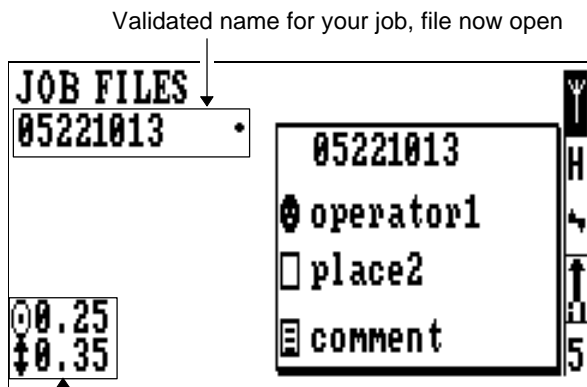 Validated name for your job, file now open
JOB FILES
05221013 •
05221013
operator1
place2
comment
0.25
0.35
H
5